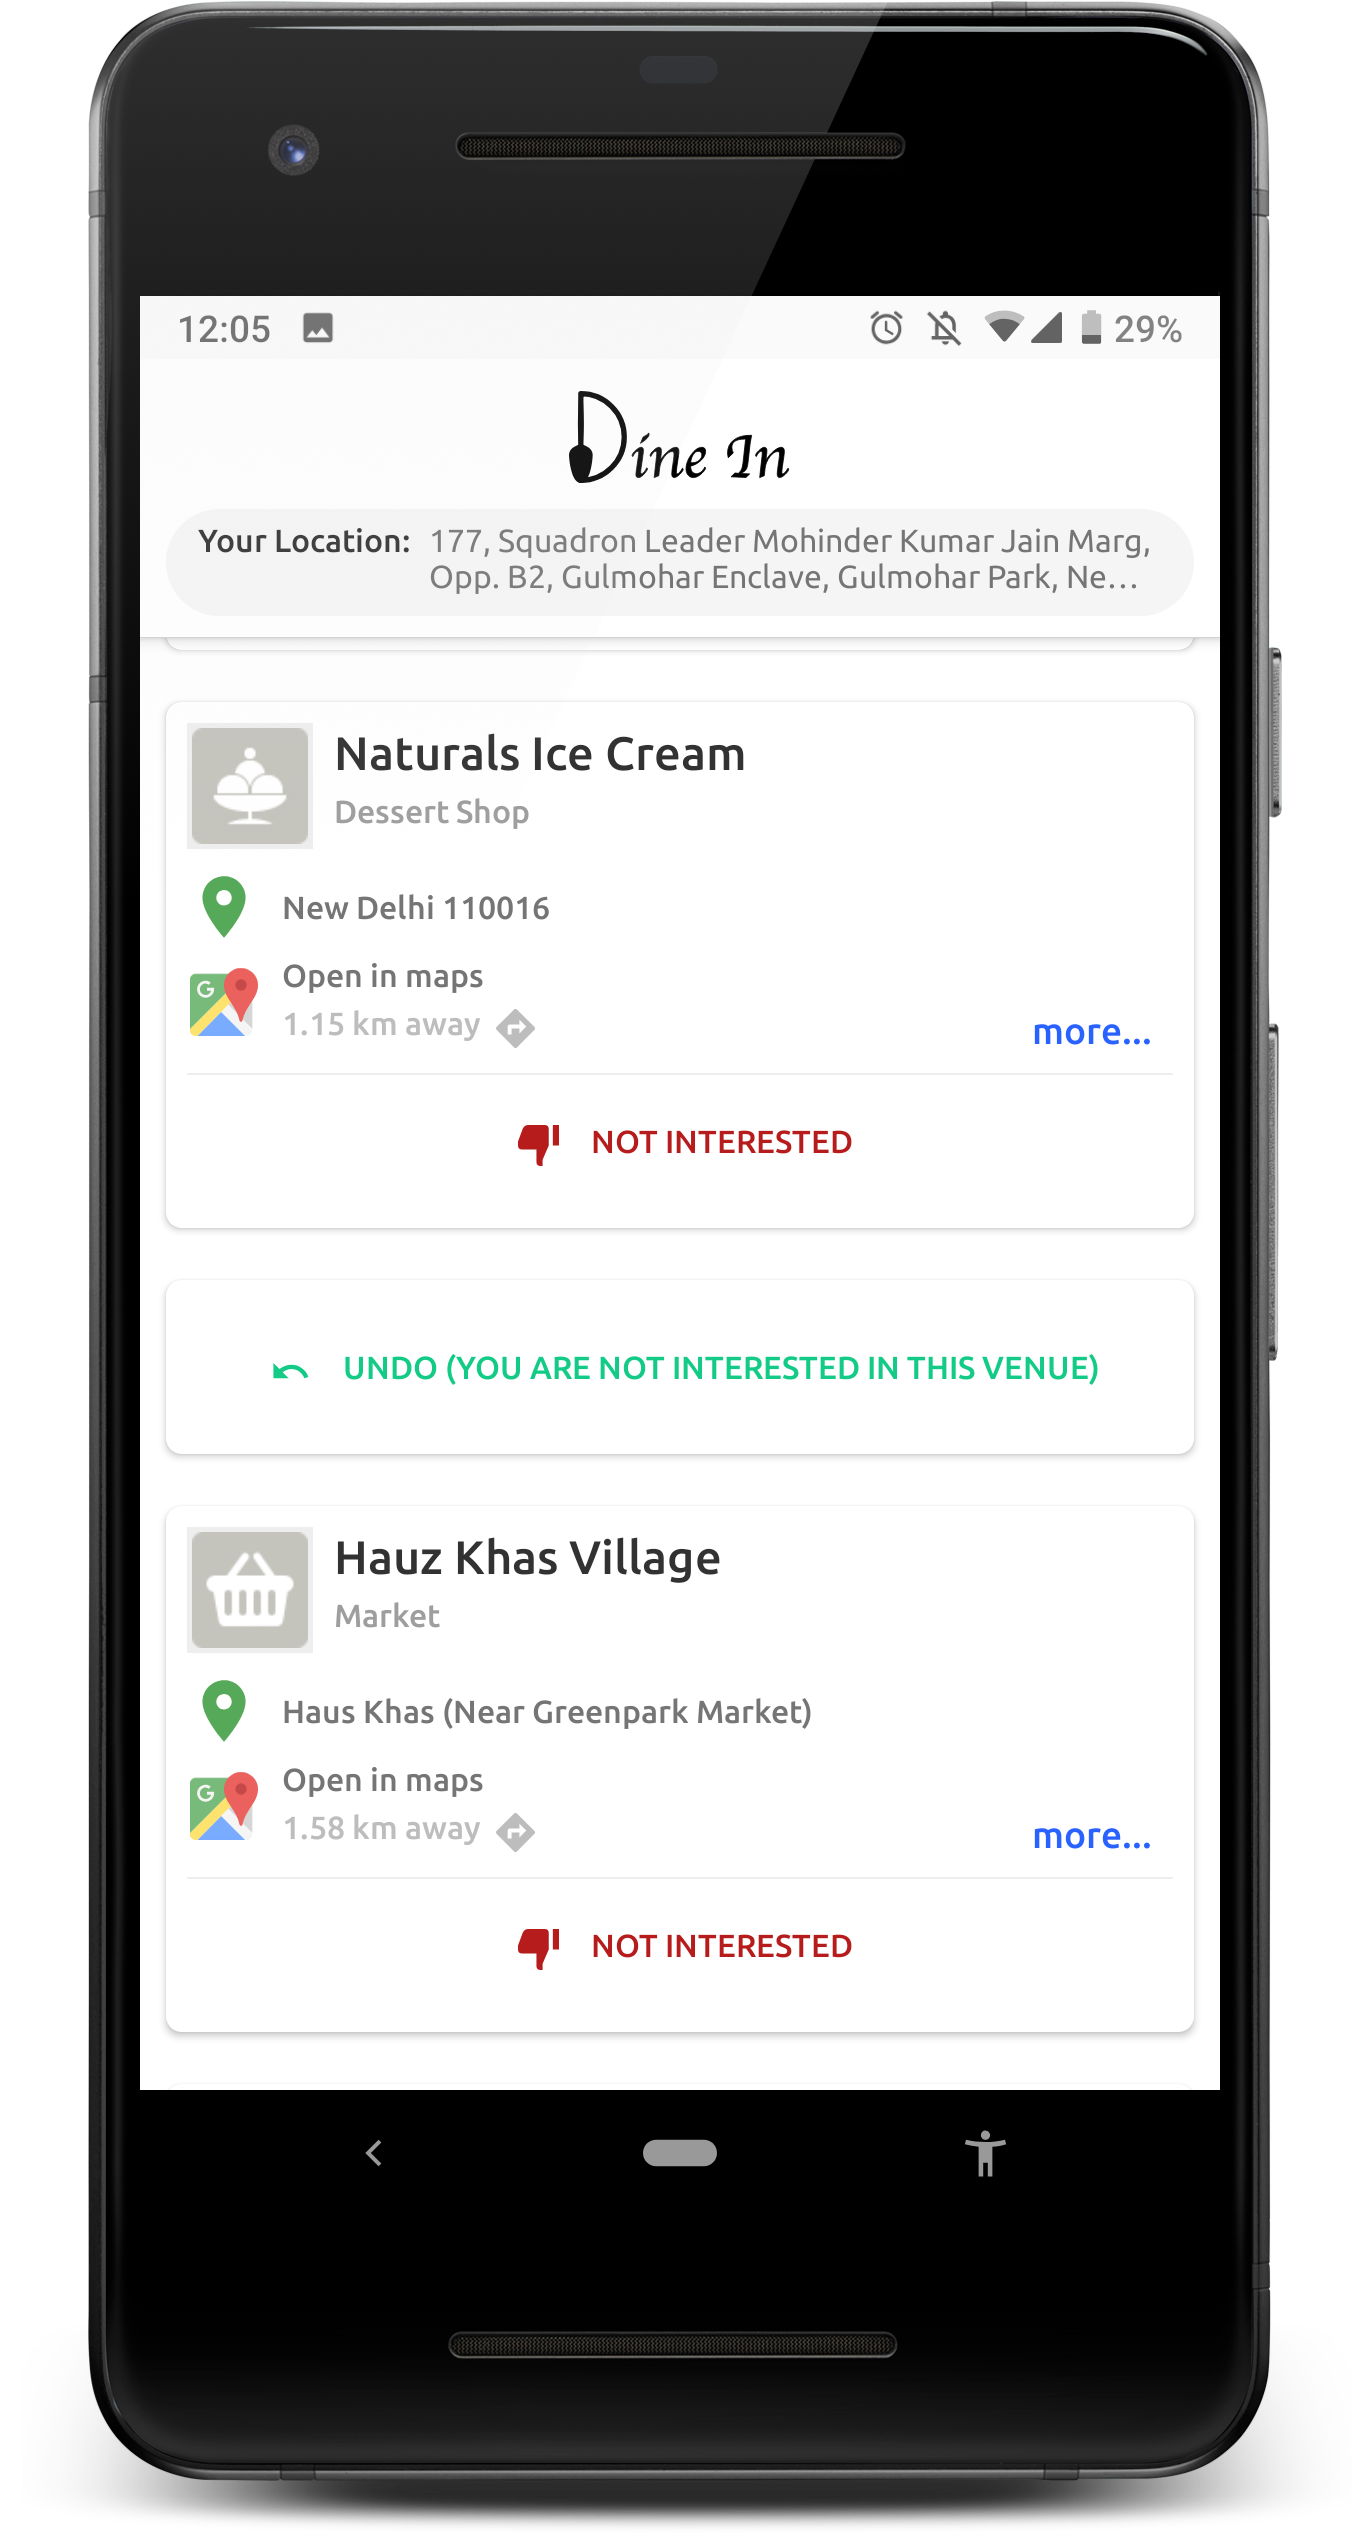 12:05
29%
Dine In
Your Location: 177, Squadron Leader Mohinder Kumar Jain Marg,
Opp. B2, Gulmohar Enclave, Gulmohar Park, Ne...
Naturals Ice Cream
Dessert Shop
New Delhi 110016
G
Open in maps
1.15 km away
more...
NOT INTERESTED
UNDO (YOU ARE NOT INTERESTED IN THIS VENUE)
Hauz Khas Village
Market
Haus Khas (Near Greenpark Market)
G
Open in maps
1.58 km away
more...
NOT INTERESTED